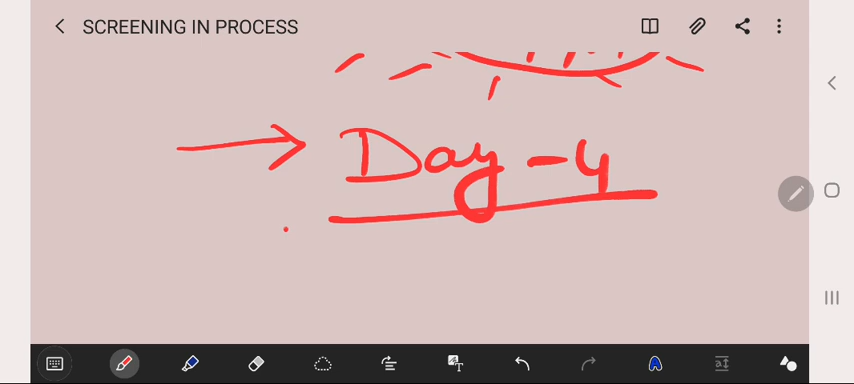 SCREENING IN PROCESS
→ Day - 4